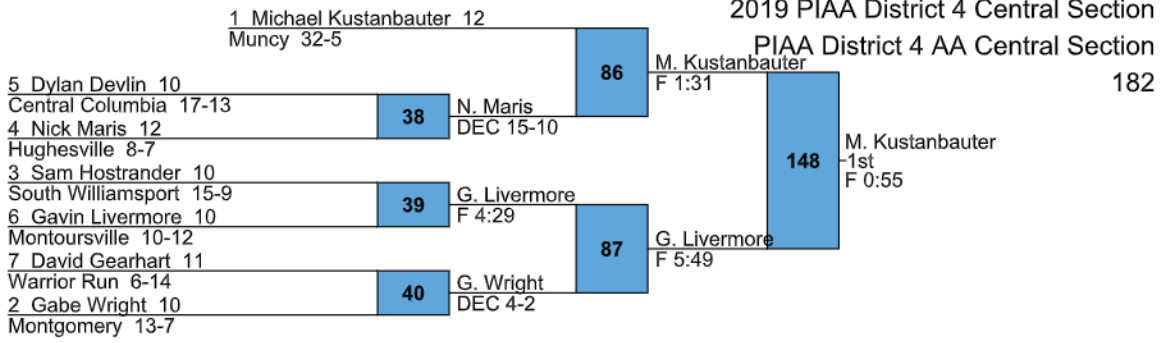 2019 PIAA District 4 Central Section
PIAA District 4 AA Central Section
182
1 Michael Kustanbauter 12
Muncy 32-5
5 Dylan Devlin 10
Central Columbia 17-13
4 Nick Maris 12
Hughesville 8-7
3 Sam Hostrander 10
South Williamsport 15-9
6 Gavin Livermore 10
Montoursville 10-12
7 David Gearhart 11
Warrior Run 6-14
2 Gabe Wright 10
Montgomery 13-7
38
39
40
N. Maris
DEC 15-10
G. Livermore
F 4:29
G. Wright
DEC 4-2
86
87
M. Kustanbauter
F 1:31
G. Livermore
F 5:49
148
M. Kustanbauter
1st
F 0:55